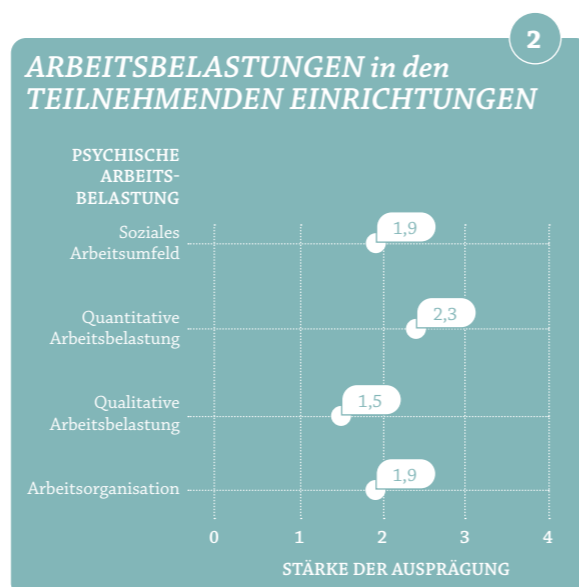 2
ARBEITSBELASTUNGEN in den
TEILNEHMENDEN EINRICHTUNGEN
PSYCHISCHE
ARBEITS-
BELASTUNG
Soziales
Arbeitsumfeld
1,9
Quantitative
Arbeitsbelastung
2,3
Qualitative
Arbeitsbelastung
1,5
Arbeitsorganisation
1,9
0 1 2 3 4
STÄRKE DER AUSPRÄGUNG